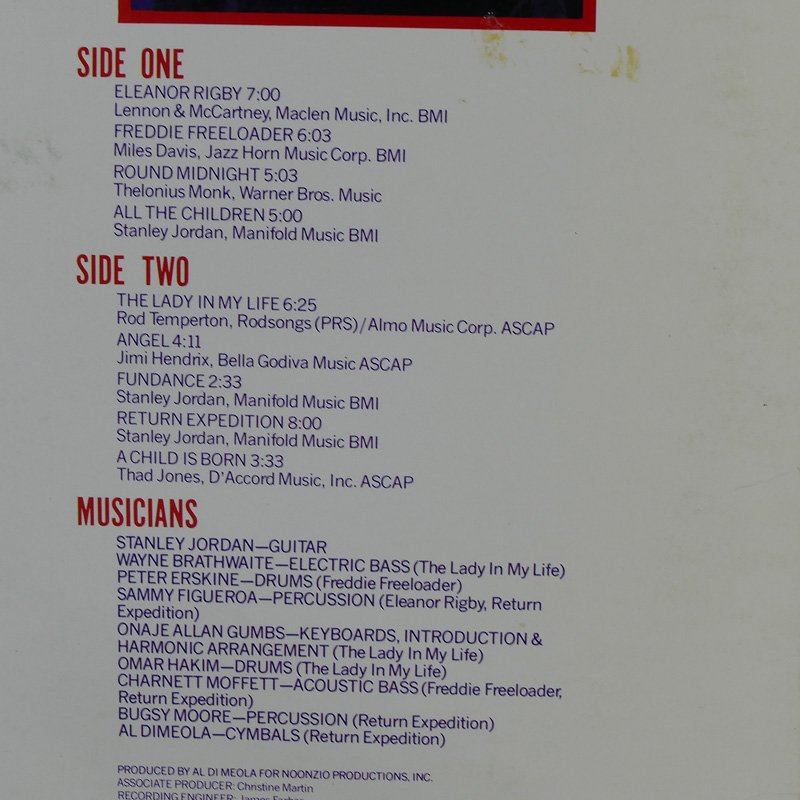 SIDE ONE
ELEANOR RIGBY 7:00
Lennon & McCartney, Maclen Music, Inc. BMI
FREDDIE FREELOADER 6:03
Miles Davis, Jazz Horn Music Corp. BMI
ROUND MIDNIGHT 5:03
Thelonius Monk, Warner Bros. Music
ALL THE CHILDREN 5:00
Stanley Jordan, Manifold Music BMI
SIDE TWO
THE LADY IN MY LIFE 6:25
Rod Temperton, Rodsongs (PRS)/Almo Music Corp. ASCAP
ANGEL 4:11
Jimi Hendrix, Bella Godiva Music ASCAP
FUNDANCE 2:33
Stanley Jordan, Manifold Music BMI
RETURN EXPEDITION 8:00
Stanley Jordan, Manifold Music BMI
A CHILD IS BORN 3:33
Thad Jones, D'Accord Music, Inc. ASCAP
MUSICIANS
STANLEY JORDAN—GUITAR
WAYNE BRATHWAITE—ELECTRIC BASS (The Lady In My Life)
PETER ERSKINE—DRUMS (Freddie Freeloader)
SAMMY FIGUEROA—PERCUSSION (Eleanor Rigby, Return
Expedition)
ONAJE ALLAN GUMBS—KEYBOARDS, INTRODUCTION &
HARMONIC ARRANGEMENT (The Lady In My Life)
OMAR HAKIM—DRUMS (The Lady In My Life)
CHARNETT MOFFETT—ACOUSTIC BASS (Freddie Freeloader,
Return Expedition)
BUGSY MOORE—PERCUSSION (Return Expedition)
AL DIMEOLA—CYMBALS (Return Expedition)
PRODUCED BY AL DI MEOLA FOR NOONZIO PRODUCTIONS, INC.
ASSOCIATE PRODUCER: Christine Martin
RECORDING ENGINEER: James Farber